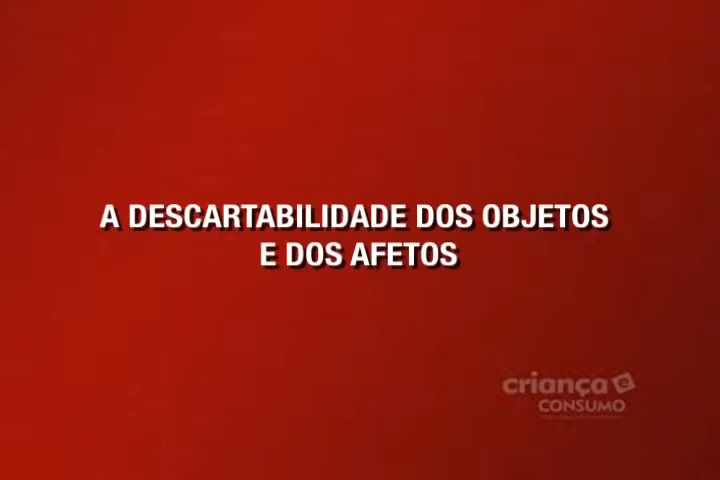 A DESCARTABILIDADE DOS OBJETOS
E DOS AFETOS
criança e
CONSUMO